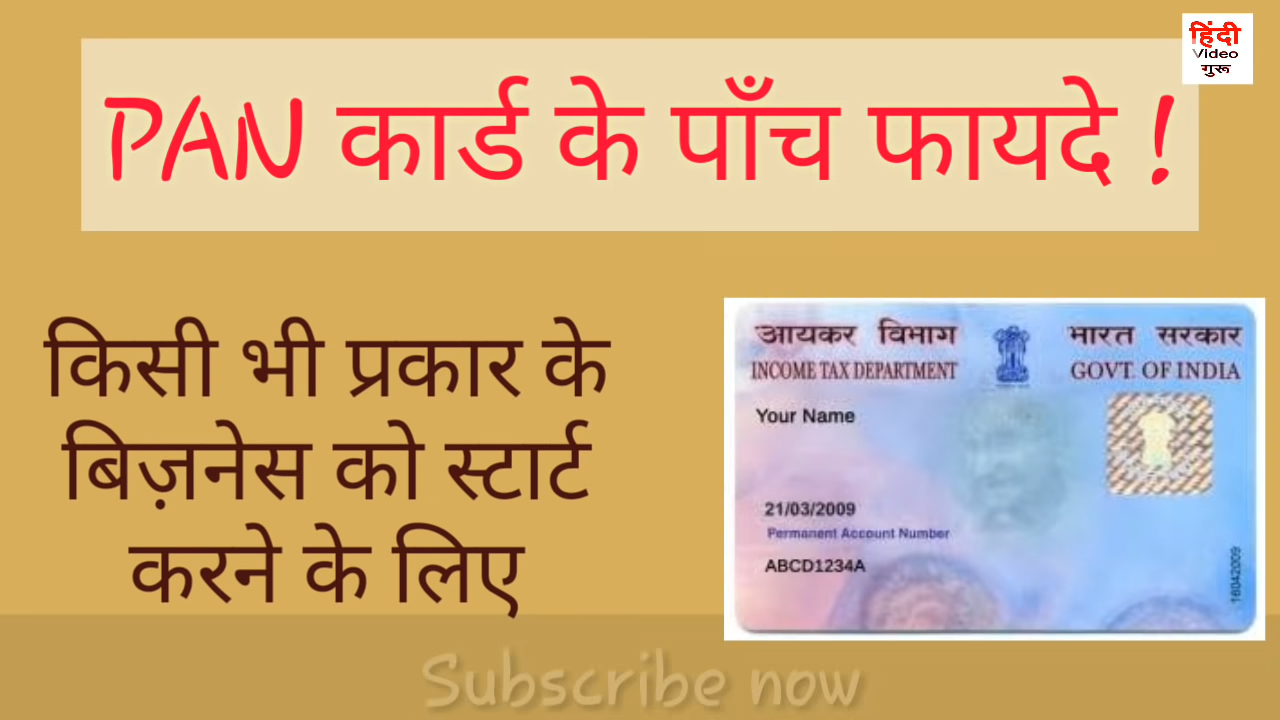 हिंदी
Video
गुरू
PAN कार्ड के पाँच फायदे !
किसी भी प्रकार के
बिज़नेस को स्टार्ट
करने के लिए
आयकर विभाग
INCOME TAX DEPARTMENT
भारत सरकार
GOVT. OF INDIA
Your Name
21/03/2009
Permanent Account Number
ABCD1234A
16042009
Subscribe now